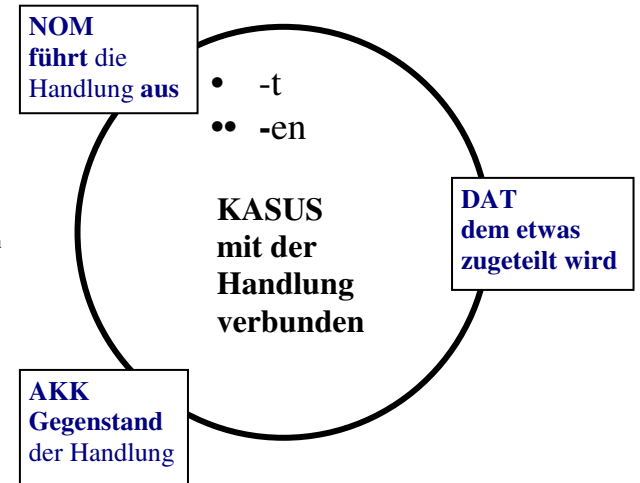 NOM
führt die
Handlung aus
• -t
•• -en
KASUS
mit der
Handlung
verbunden
DAT
dem etwas
zugeteilt wird
AKK
Gegenstand
der Handlung